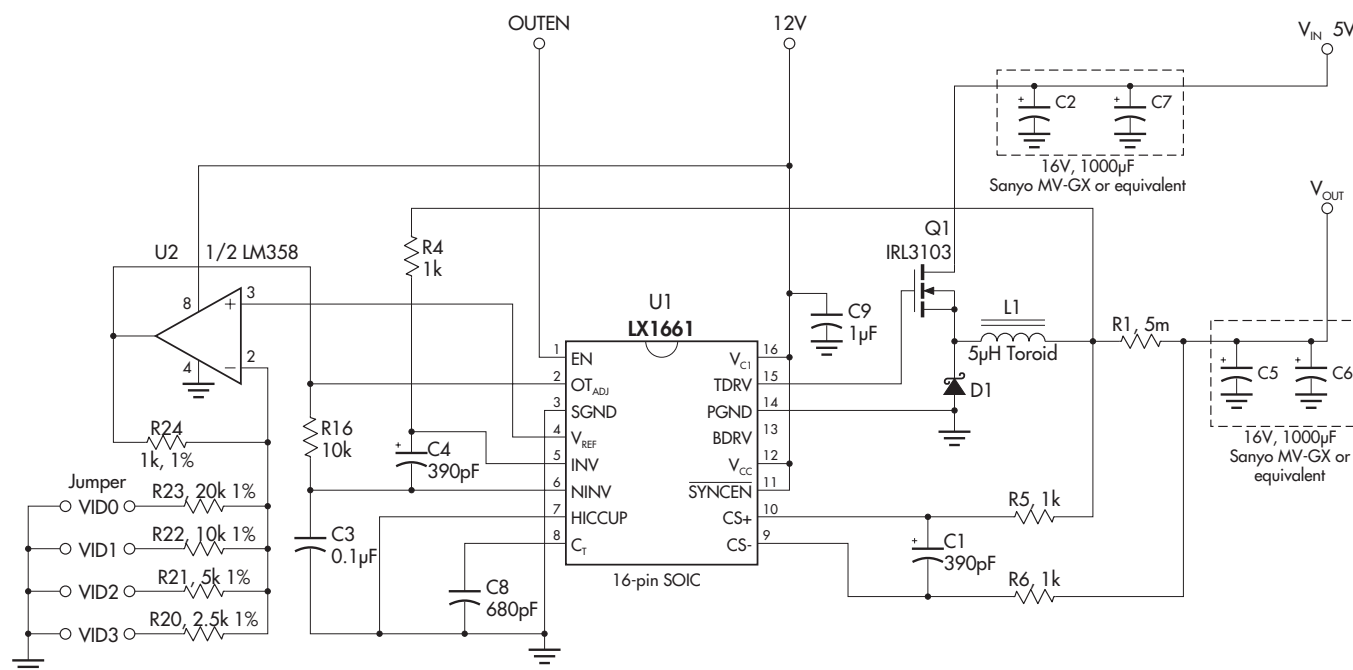 OUTEN
12V
V_IN 5V
+ C2
+ C7
16V, 1000µF
Sanyo MV-GX or equivalent
V_OUT
U2 1/2 LM358
R4
1k
Q1
IRL3103
8
+
3
4
−
2
U1
LX1661
C9
1µF
L1
5µH Toroid
R1, 5m
1 EN
2 OT_ADJ
3 SGND
4 V_REF
5 INV
6 NINV
7 HICCUP
8 C_T
V_C1 16
TDRV 15
PGND 14
BDRV 13
V_CC 12
SYNCEN 11
CS+ 10
CS- 9
16-pin SOIC
D1
+ C5
+ C6
16V, 1000µF
Sanyo MV-GX or
equivalent
R24
1k, 1%
R16
10k
+ C4
390pF
Jumper
VID0 R23, 20k 1%
VID1 R22, 10k 1%
VID2 R21, 5k 1%
VID3 R20, 2.5k 1%
C3
0.1µF
C8
680pF
R5, 1k
+ C1
390pF
R6, 1k